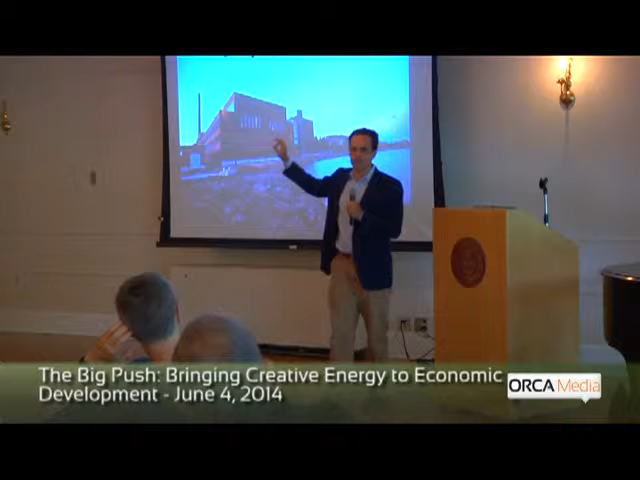 The Big Push: Bringing Creative Energy to Economic
Development - June 4, 2014
ORCA Media